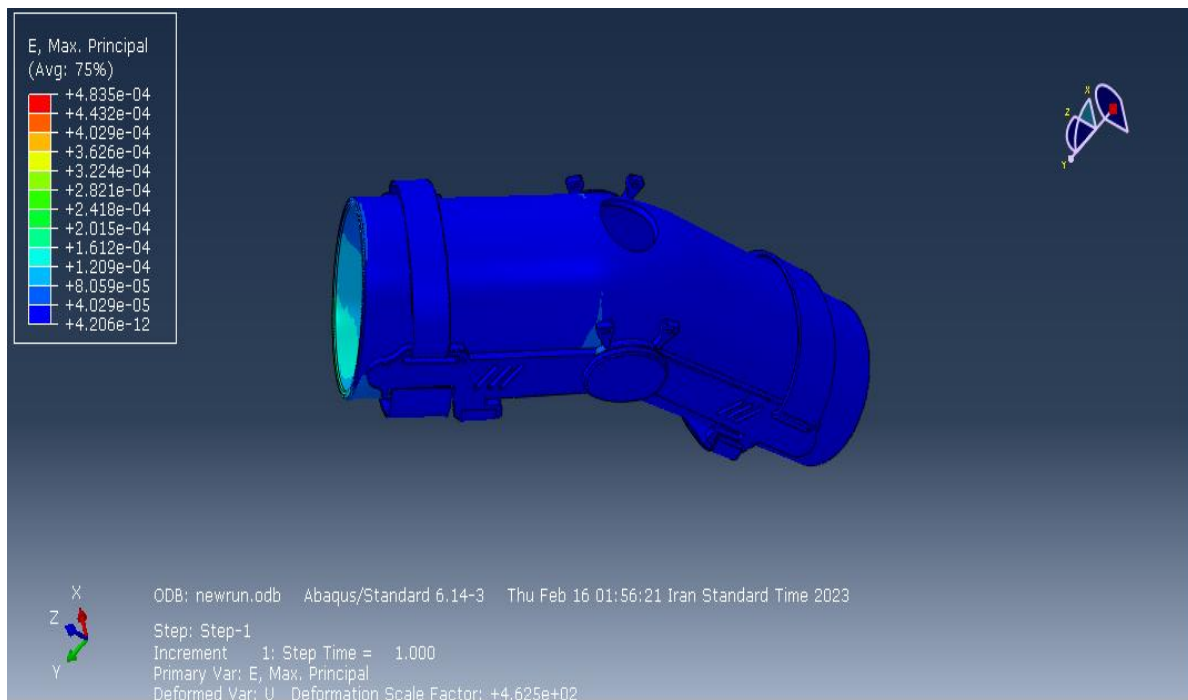 E, Max. Principal
(Avg: 75%)
+4.835e-04
+4.432e-04
+4.029e-04
+3.626e-04
+3.224e-04
+2.821e-04
+2.418e-04
+2.015e-04
+1.612e-04
+1.209e-04
+8.059e-05
+4.029e-05
+4.206e-12
X
Z
Y
X
Z
Y
ODB: newrun.odb Abaqus/Standard 6.14-3 Thu Feb 16 01:56:21 Iran Standard Time 2023
Step: Step-1
Increment 1: Step Time = 1.000
Primary Var: E, Max. Principal
Deformed Var: U Deformation Scale Factor: +4.625e+02